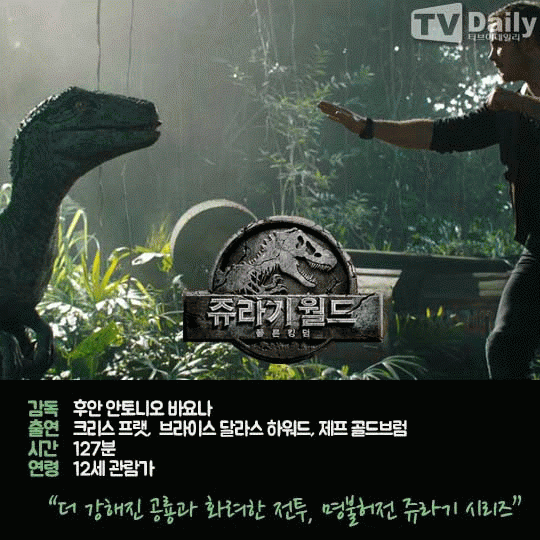 TV Daily
티브이데일리
쥬라기 월드
폴른 킹덤
감독 후안 안토니오 바요나
출연 크리스 프랫, 브라이스 달라스 하워드, 제프 골드브럼
시간 127분
연령 12세 관람가
“더 강해진 공룡과 화려한 전투, 명불허전 쥬라기 시리즈”